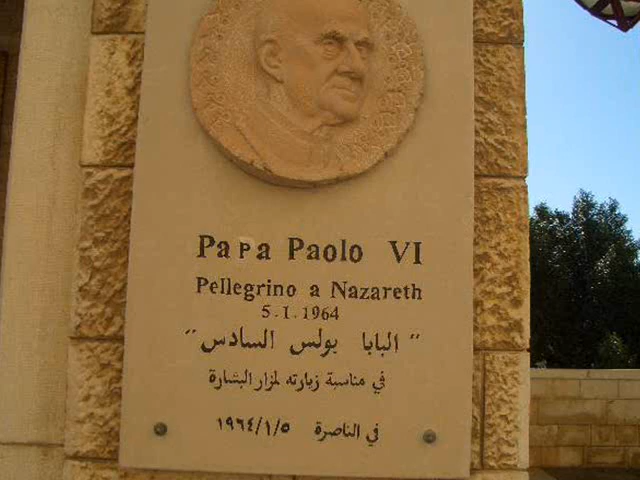 Papa Paolo VI
Pellegrino a Nazareth
5.I.1964
"البابا بولس السادس"
في مناسبة زيارته لمزار البشارة
في الناصرة ١٩٦٤/١/٥